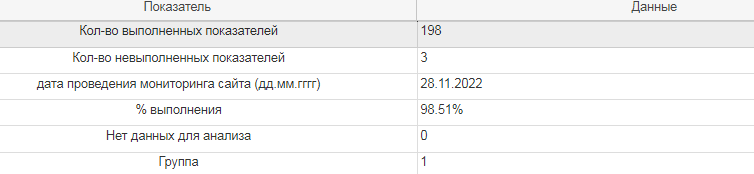 Показатель Данные
Кол-во выполненных показателей 198
Кол-во невыполненных показателей 3
дата проведения мониторинга сайта (дд.мм.гггг) 28.11.2022
% выполнения 98.51%
Нет данных для анализа 0
Группа 1